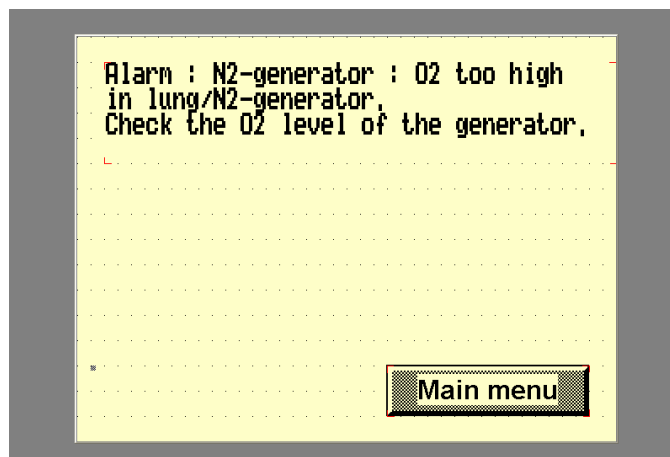 Alarm : N2-generator : O2 too high
in lung/N2-generator.
Check the O2 level of the generator.
Main menu